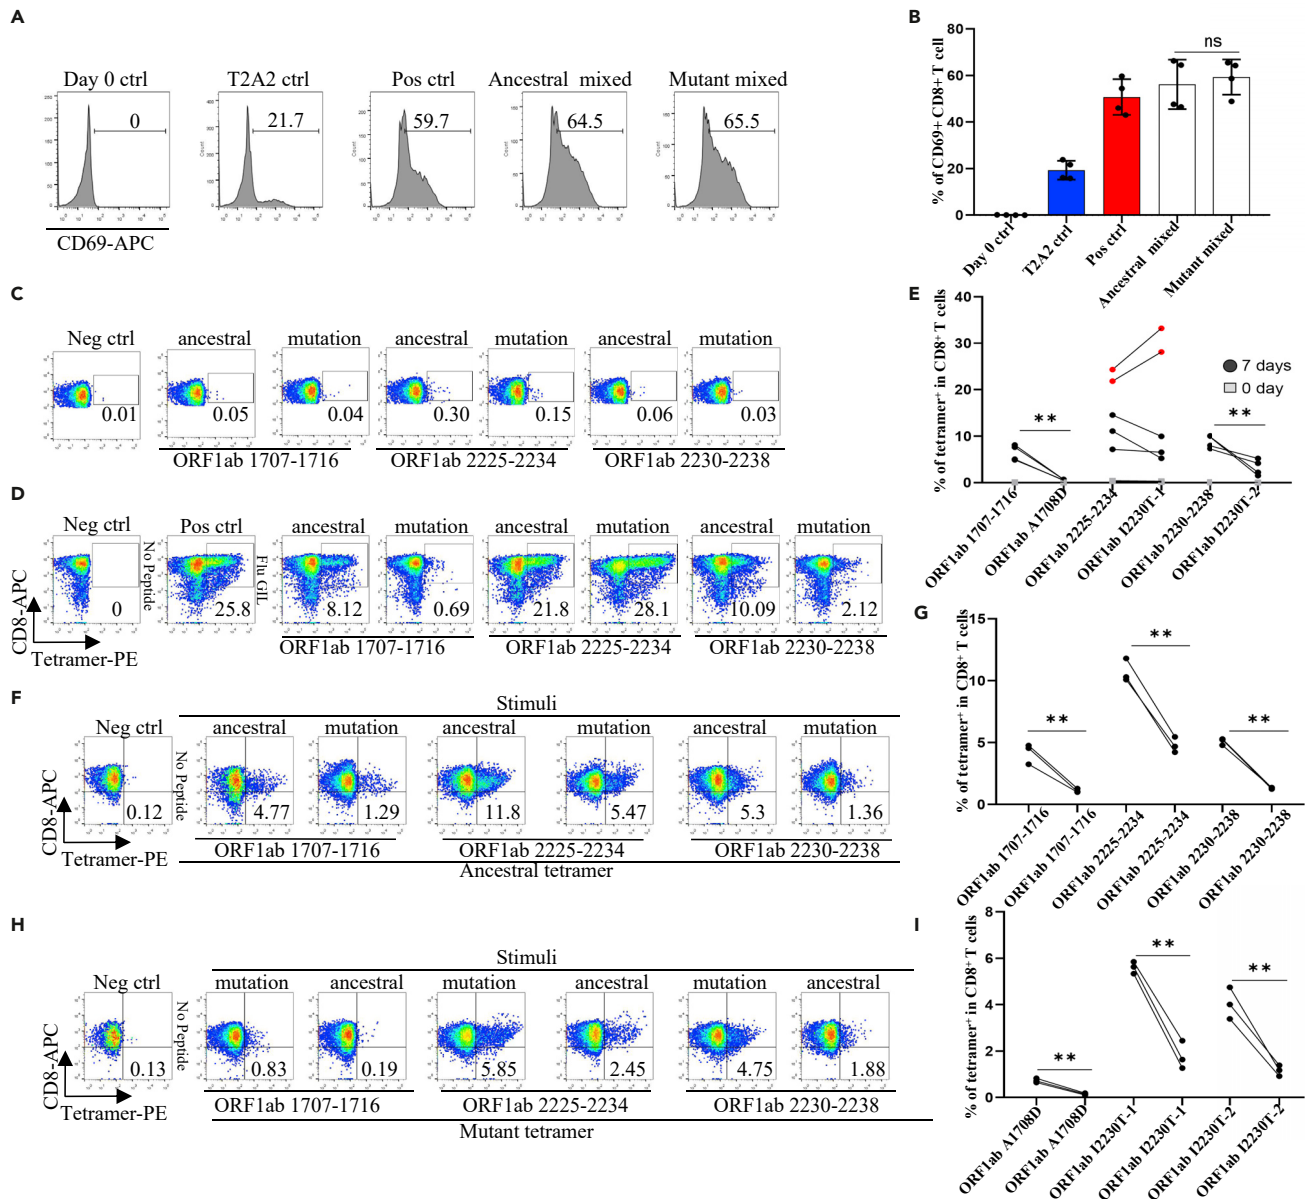 A
Day 0 ctrl
T2A2 ctrl
Pos ctrl
Ancestral mixed
Mutant mixed
0
21.7
59.7
64.5
65.5
Count
CD69-APC
B
ns
% of CD69+ CD8+ T cell
80
60
40
20
0
Day 0 ctrl
T2A2 ctrl
Pos ctrl
Ancestral mixed
Mutant mixed
C
Neg ctrl
ancestral
mutation
ancestral
mutation
ancestral
mutation
0.01
0.05
0.04
0.30
0.15
0.06
0.03
ORF1ab 1707-1716
ORF1ab 2225-2234
ORF1ab 2230-2238
D
Neg ctrl
Pos ctrl
ancestral
mutation
ancestral
mutation
ancestral
mutation
No Peptide
Flu GIL
0
25.8
8.12
0.69
21.8
28.1
10.09
2.12
CD8-APC
Tetramer-PE
ORF1ab 1707-1716
ORF1ab 2225-2234
ORF1ab 2230-2238
E
% of tetramer⁺ in CD8⁺ T cells
40
30
20
10
0
7 days
0 day
**
**
ORF1ab 1707-1716
ORF1ab A1708D
ORF1ab 2225-2234
ORF1ab I2230T-1
ORF1ab 2230-2238
ORF1ab I2230T-2
F
Stimuli
Neg ctrl
ancestral
mutation
ancestral
mutation
ancestral
mutation
No Peptide
0.12
4.77
1.29
11.8
5.47
5.3
1.36
CD8-APC
Tetramer-PE
ORF1ab 1707-1716
ORF1ab 2225-2234
ORF1ab 2230-2238
Ancestral tetramer
G
% of tetramer⁺ in CD8⁺ T cells
15
10
5
0
**
**
**
ORF1ab 1707-1716
ORF1ab 1707-1716
ORF1ab 2225-2234
ORF1ab 2225-2234
ORF1ab 2230-2238
ORF1ab 2230-2238
H
Stimuli
Neg ctrl
mutation
ancestral
mutation
ancestral
mutation
ancestral
No Peptide
0.13
0.83
0.19
5.85
2.45
4.75
1.88
CD8-APC
Tetramer-PE
ORF1ab 1707-1716
ORF1ab 2225-2234
ORF1ab 2230-2238
Mutant tetramer
I
% of tetramer⁺ in CD8⁺ T cells
8
6
4
2
0
**
**
**
ORF1ab A1708D
ORF1ab A1708D
ORF1ab I2230T-1
ORF1ab I2230T-1
ORF1ab I2230T-2
ORF1ab I2230T-2